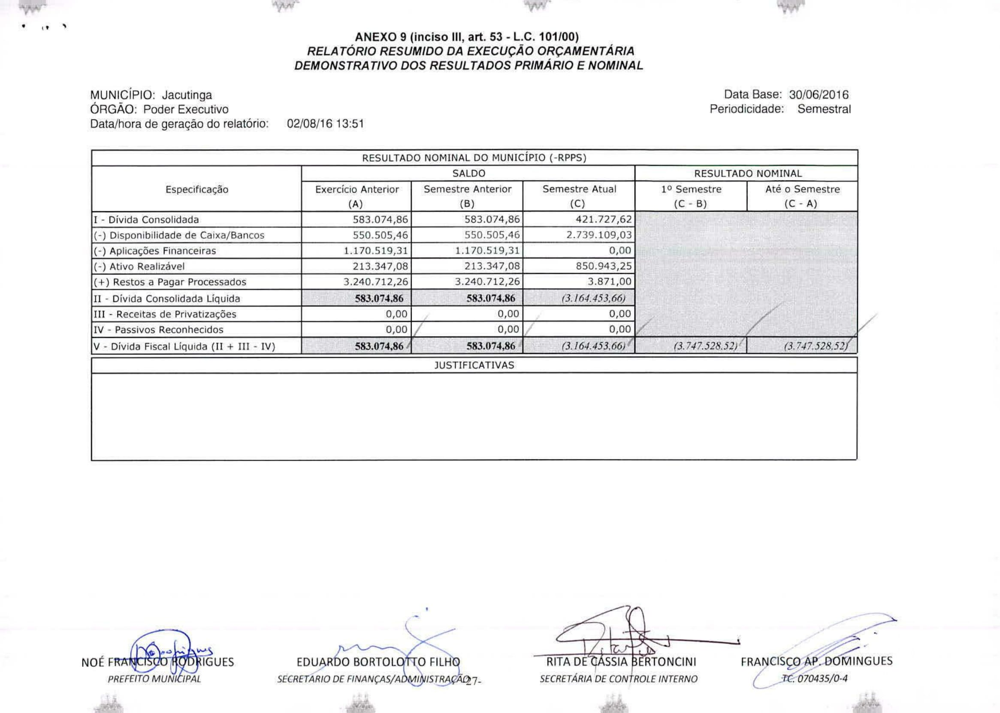 ANEXO 9 (inciso III, art. 53 - L.C. 101/00)
RELATÓRIO RESUMIDO DA EXECUÇÃO ORÇAMENTÁRIA
DEMONSTRATIVO DOS RESULTADOS PRIMÁRIO E NOMINAL
MUNICÍPIO: Jacutinga
Data Base: 30/06/2016
ÓRGÃO: Poder Executivo
Periodicidade: Semestral
Data/hora de geração do relatório: 02/08/16 13:51
RESULTADO NOMINAL DO MUNICÍPIO (-RPPS)
Especificação
SALDO
RESULTADO NOMINAL
Exercício Anterior (A)
Semestre Anterior (B)
Semestre Atual (C)
1º Semestre (C - B)
Até o Semestre (C - A)
I - Dívida Consolidada 583.074,86 583.074,86 421.727,62
(-) Disponibilidade de Caixa/Bancos 550.505,46 550.505,46 2.739.109,03
(-) Aplicações Financeiras 1.170.519,31 1.170.519,31 0,00
(-) Ativo Realizável 213.347,08 213.347,08 850.943,25
(+) Restos a Pagar Processados 3.240.712,26 3.240.712,26 3.871,00
II - Dívida Consolidada Líquida 583.074,86 583.074,86 (3.164.453,66)
III - Receitas de Privatizações 0,00 0,00 0,00
IV - Passivos Reconhecidos 0,00 0,00 0,00
V - Dívida Fiscal Líquida (II + III - IV) 583.074,86 583.074,86 (3.164.453,66) (3.747.528,52) (3.747.528,52)
JUSTIFICATIVAS
NOÉ FRANCISCO RODRIGUES
PREFEITO MUNICIPAL
EDUARDO BORTOLOTTO FILHO
SECRETARIO DE FINANÇAS/ADMINISTRAÇÃO
27-
RITA DE CÁSSIA BERTONCINI
SECRETÁRIA DE CONTROLE INTERNO
FRANCISCO AP. DOMINGUES
TC. 070435/0-4